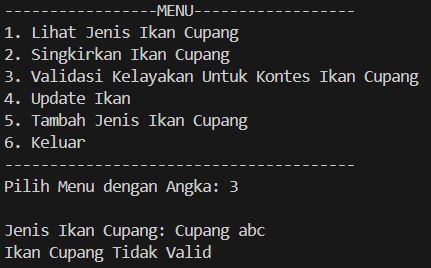 -----------------MENU------------------
1. Lihat Jenis Ikan Cupang
2. Singkirkan Ikan Cupang
3. Validasi Kelayakan Untuk Kontes Ikan Cupang
4. Update Ikan
5. Tambah Jenis Ikan Cupang
6. Keluar
---------------------------------------
Pilih Menu dengan Angka: 3
Jenis Ikan Cupang: Cupang abc
Ikan Cupang Tidak Valid